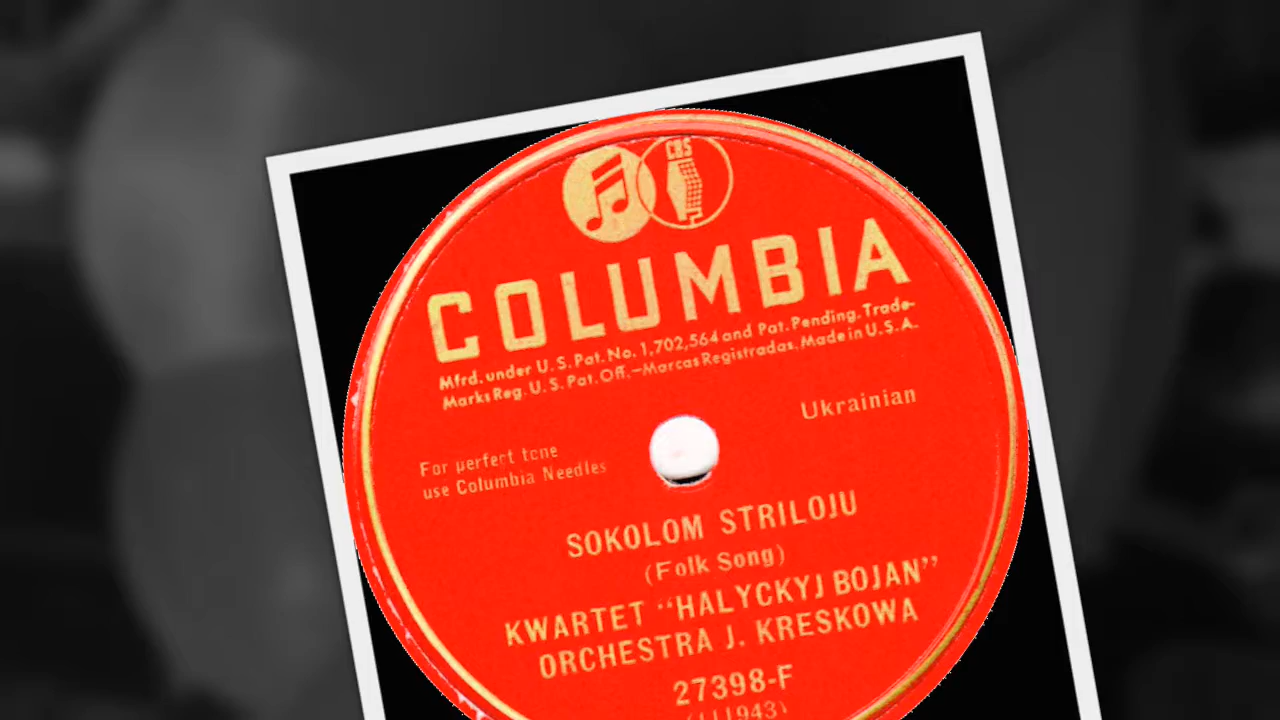 CBS
COLUMBIA
Mfrd. under U.S. Pat. No. 1,702,564 and Pat. Pending. Trade-
Marks Reg. U.S. Pat. Off.—Marcas Registradas. Made in U.S.A.
Ukrainian
For perfect tone
use Columbia Needles
SOKOLOM STRILOJU
(Folk Song)
KWARTET “HALYCKYJ BOJAN”
ORCHESTRA J. KRESKOWA
27398-F
(111943)